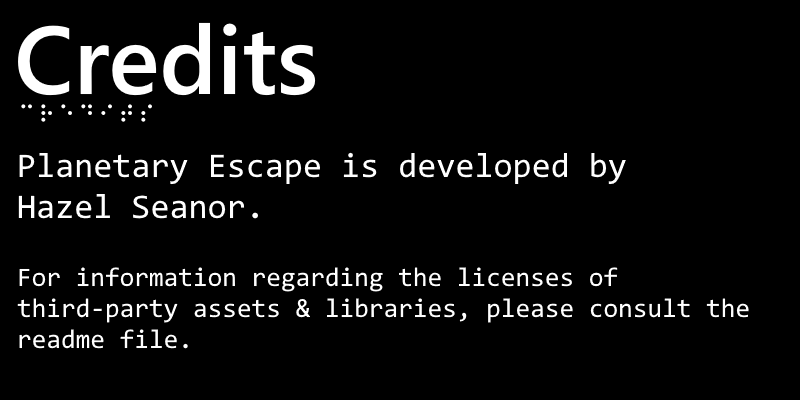 Credits
⠉⠗⠑⠙⠊⠞⠎
Planetary Escape is developed by
Hazel Seanor.
For information regarding the licenses of
third-party assets & libraries, please consult the
readme file.